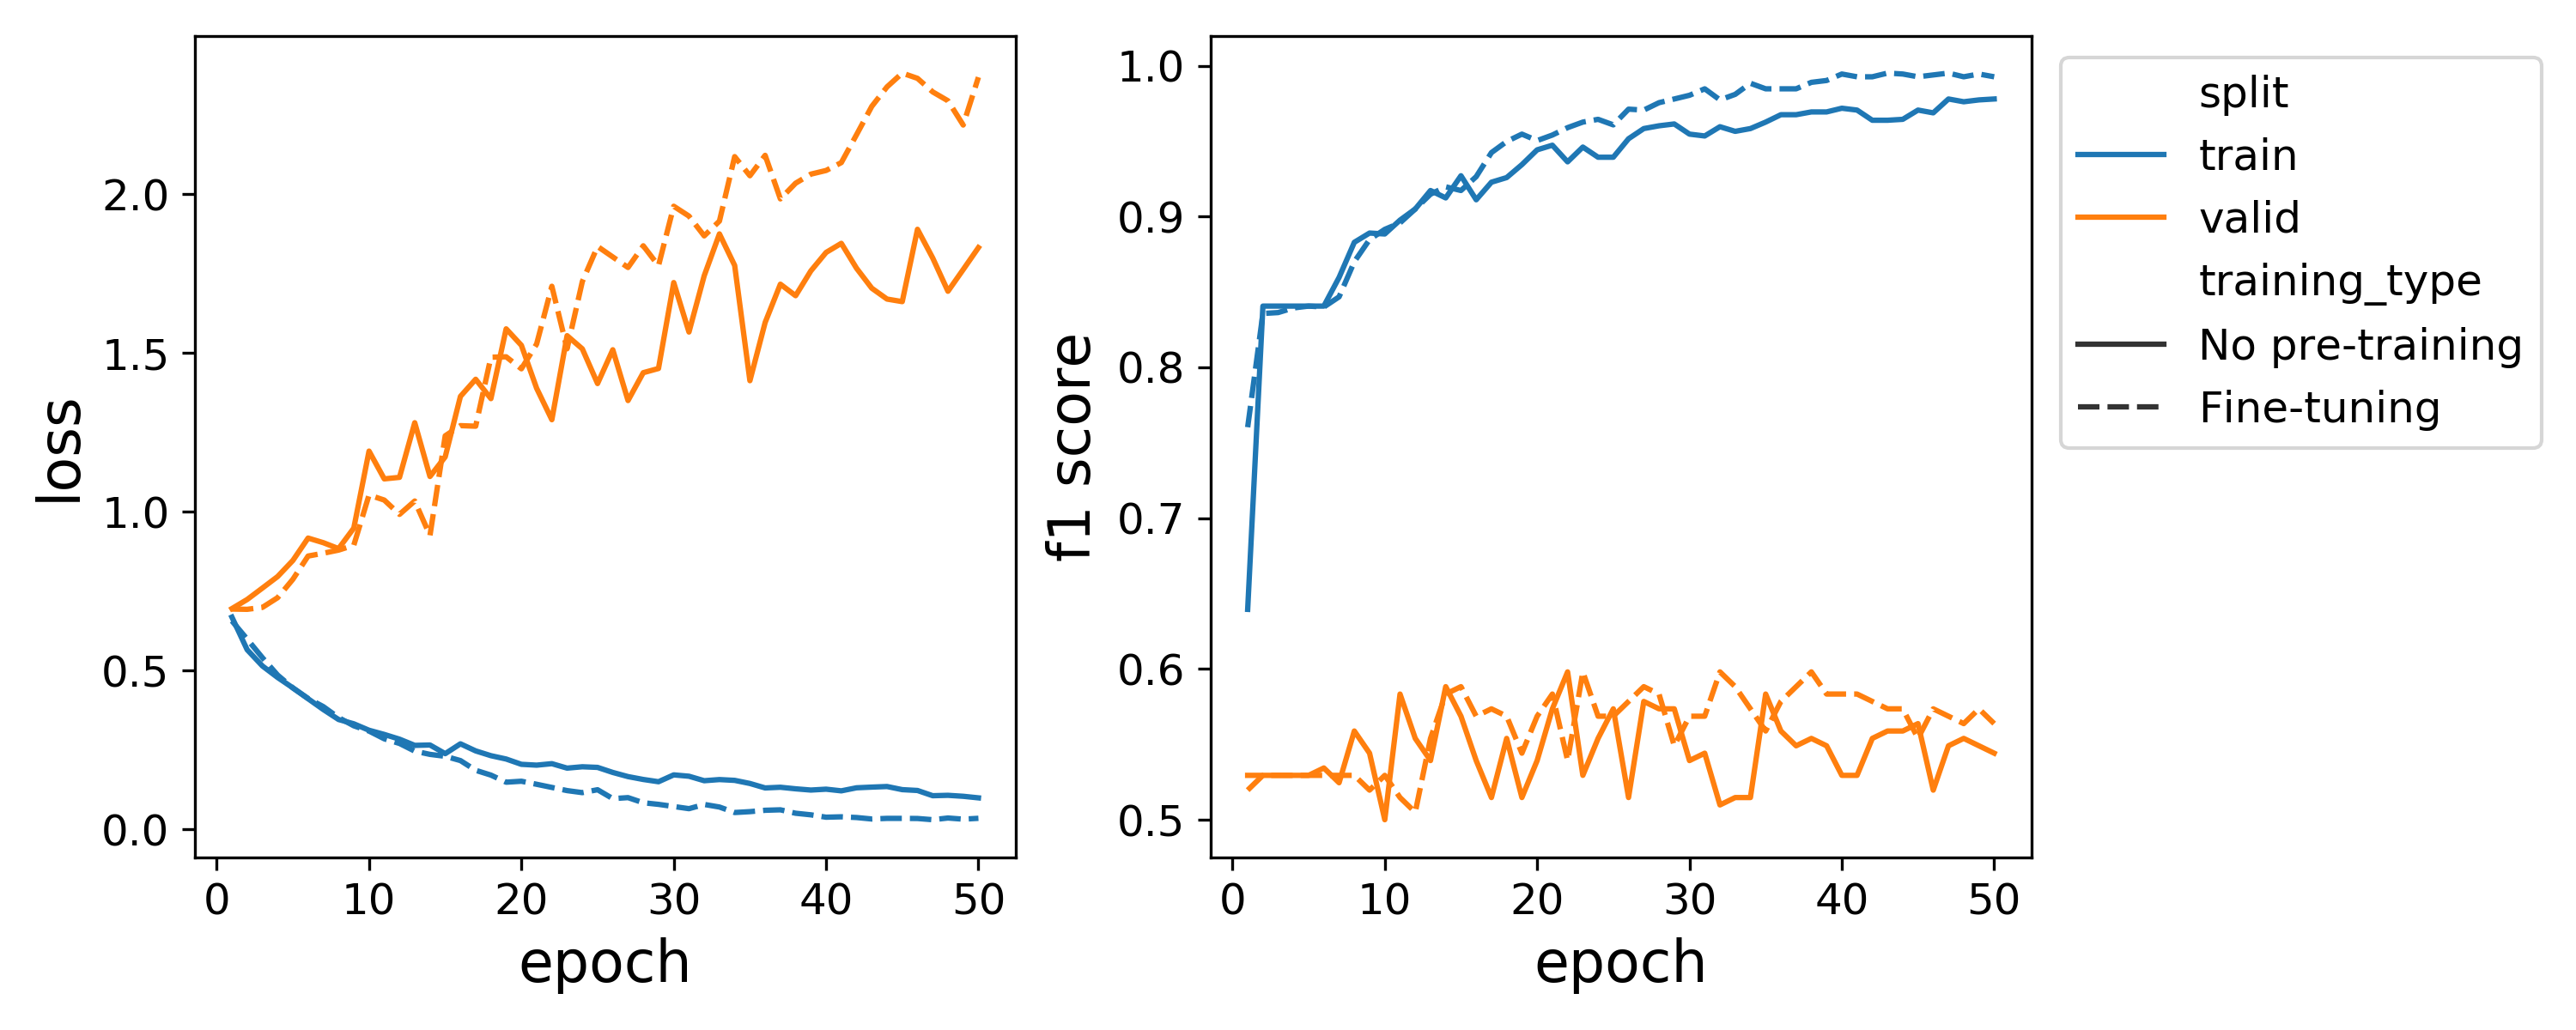 2.0
1.5
1.0
0.5
0.0
loss
0 10 20 30 40 50
epoch
1.0
0.9
0.8
0.7
0.6
0.5
f1 score
0 10 20 30 40 50
epoch
split
train
valid
training_type
No pre-training
Fine-tuning